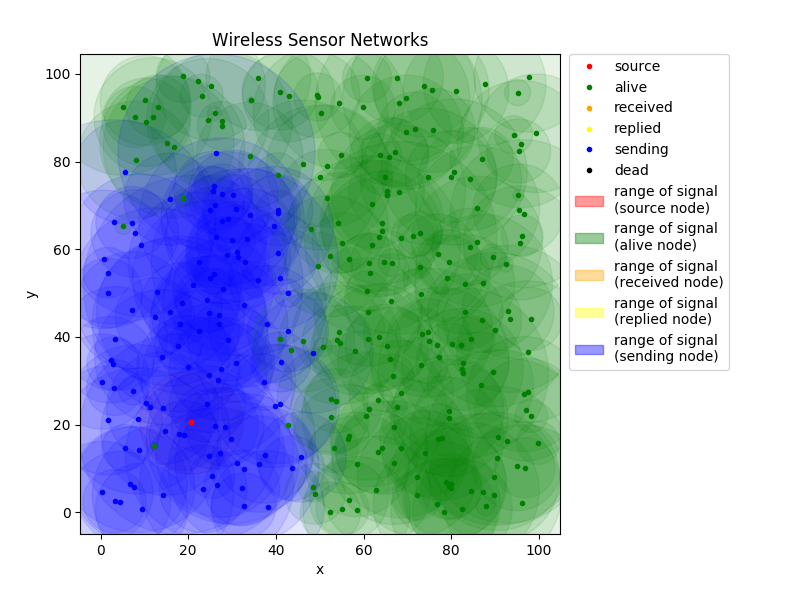 Wireless Sensor Networks
100
80
60
40
20
0
y
0 20 40 60 80 100
x
source
alive
received
replied
sending
dead
range of signal
(source node)
range of signal
(alive node)
range of signal
(received node)
range of signal
(replied node)
range of signal
(sending node)